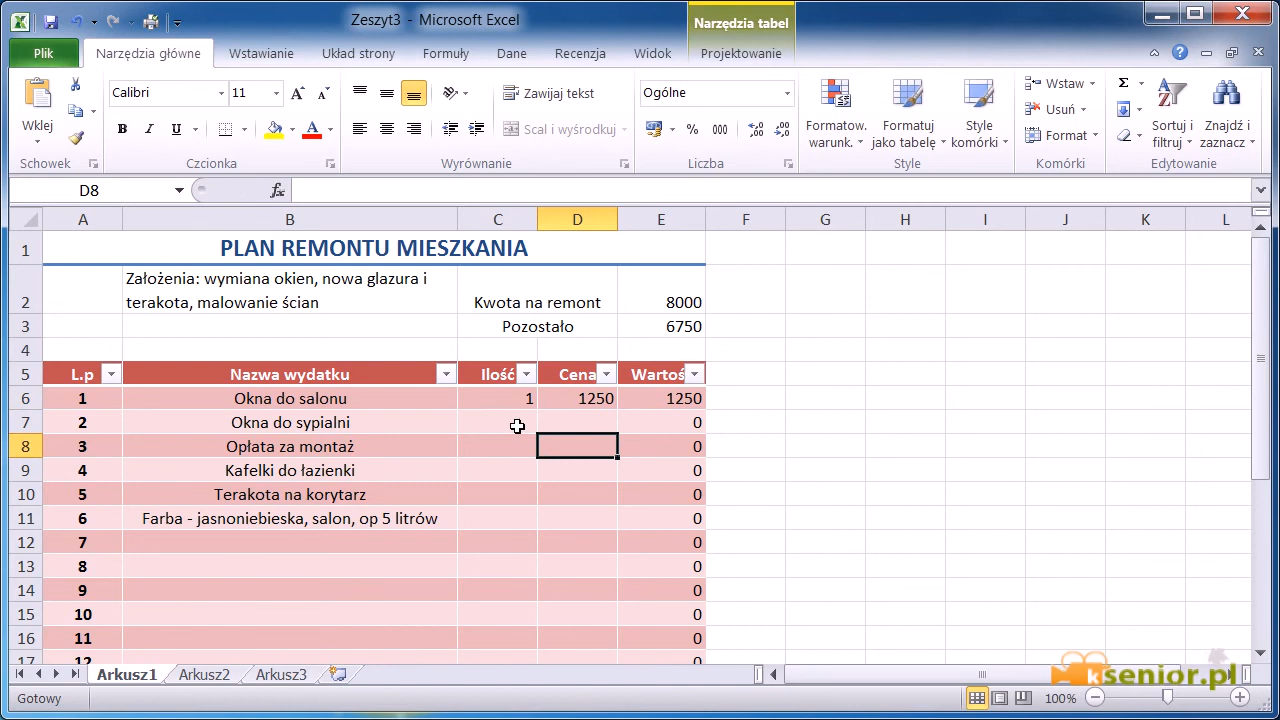 Zeszyt3 - Microsoft Excel
Narzędzia tabel
Plik Narzędzia główne Wstawianie Układ strony Formuły Dane Recenzja Widok Projektowanie
Wklej
Schowek
Calibri 11
B I U A
Czcionka
Zawijaj tekst
Scal i wyśrodkuj
Wyrównanie
Ogólne
% 000
Liczba
Formatow. warunk.
Formatuj jako tabelę
Style komórki
Style
Wstaw
Usuń
Format
Komórki
Σ
Sortuj i filtruj
Znajdź i zaznacz
Edytowanie
D8 fx
A B C D E F G H I J K L
1 PLAN REMONTU MIESZKANIA
Założenia: wymiana okien, nowa glazura i
2 terakota, malowanie ścian Kwota na remont 8000
3 Pozostało 6750
4
5 L.p Nazwa wydatku Ilość Cena Wartoś
6 1 Okna do salonu 1 1250 1250
7 2 Okna do sypialni 0
8 3 Opłata za montaż 0
9 4 Kafelki do łazienki 0
10 5 Terakota na korytarz 0
11 6 Farba - jasnoniebieska, salon, op 5 litrów 0
12 7 0
13 8 0
14 9 0
15 10 0
16 11 0
17 12 0
Arkusz1 Arkusz2 Arkusz3
ksenior.pl
Gotowy 100%